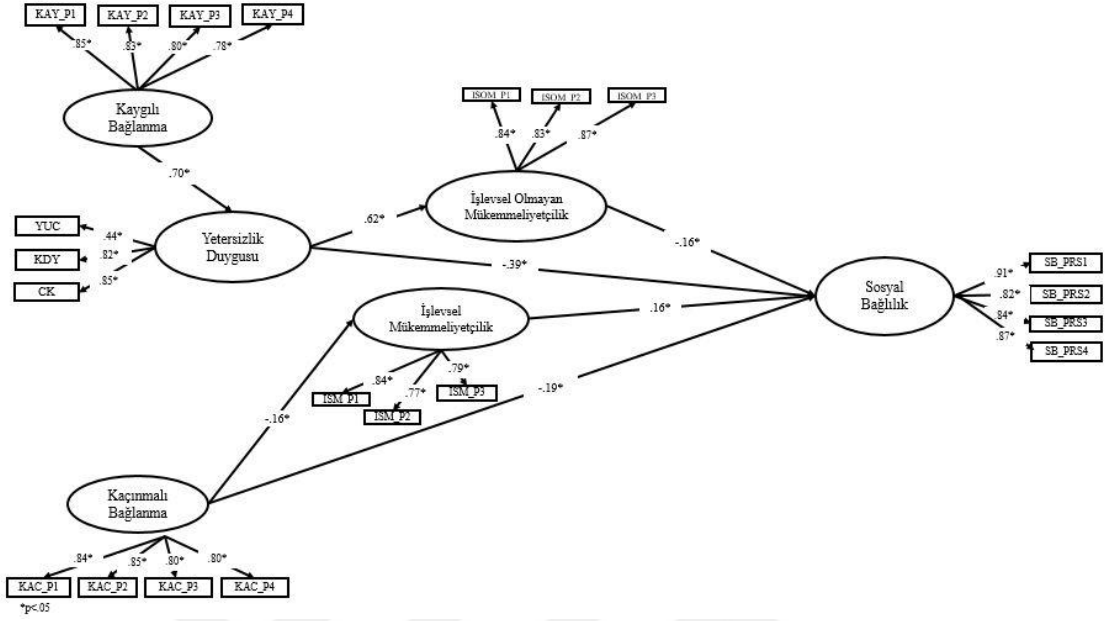 KAY_P1 KAY_P2 KAY_P3 KAY_P4
.85* .83* .80* .78*
Kaygılı
Bağlanma
.70*
ISOM_P1 ISOM_P2 ISOM_P3
.84* .83* .87*
İşlevsel Olmayan
Mükemmeliyetçilik
.62*
-.16*
YUC
KDY
CK
.44*
.82*
.85*
Yetersizlik
Duygusu
-.39*
İşlevsel
Mükemmeliyetçilik
.16*
.84* .77* .79*
ISM_P1
ISM_P2
ISM_P3
Sosyal
Bağlılık
.91*
.82*
.84*
.87*
SB_PRS1
SB_PRS2
SB_PRS3
SB_PRS4
-.16*
-.19*
Kaçınmalı
Bağlanma
.84* .85* .80* .80*
KAC_P1 KAC_P2 KAC_P3 KAC_P4
*p<.05